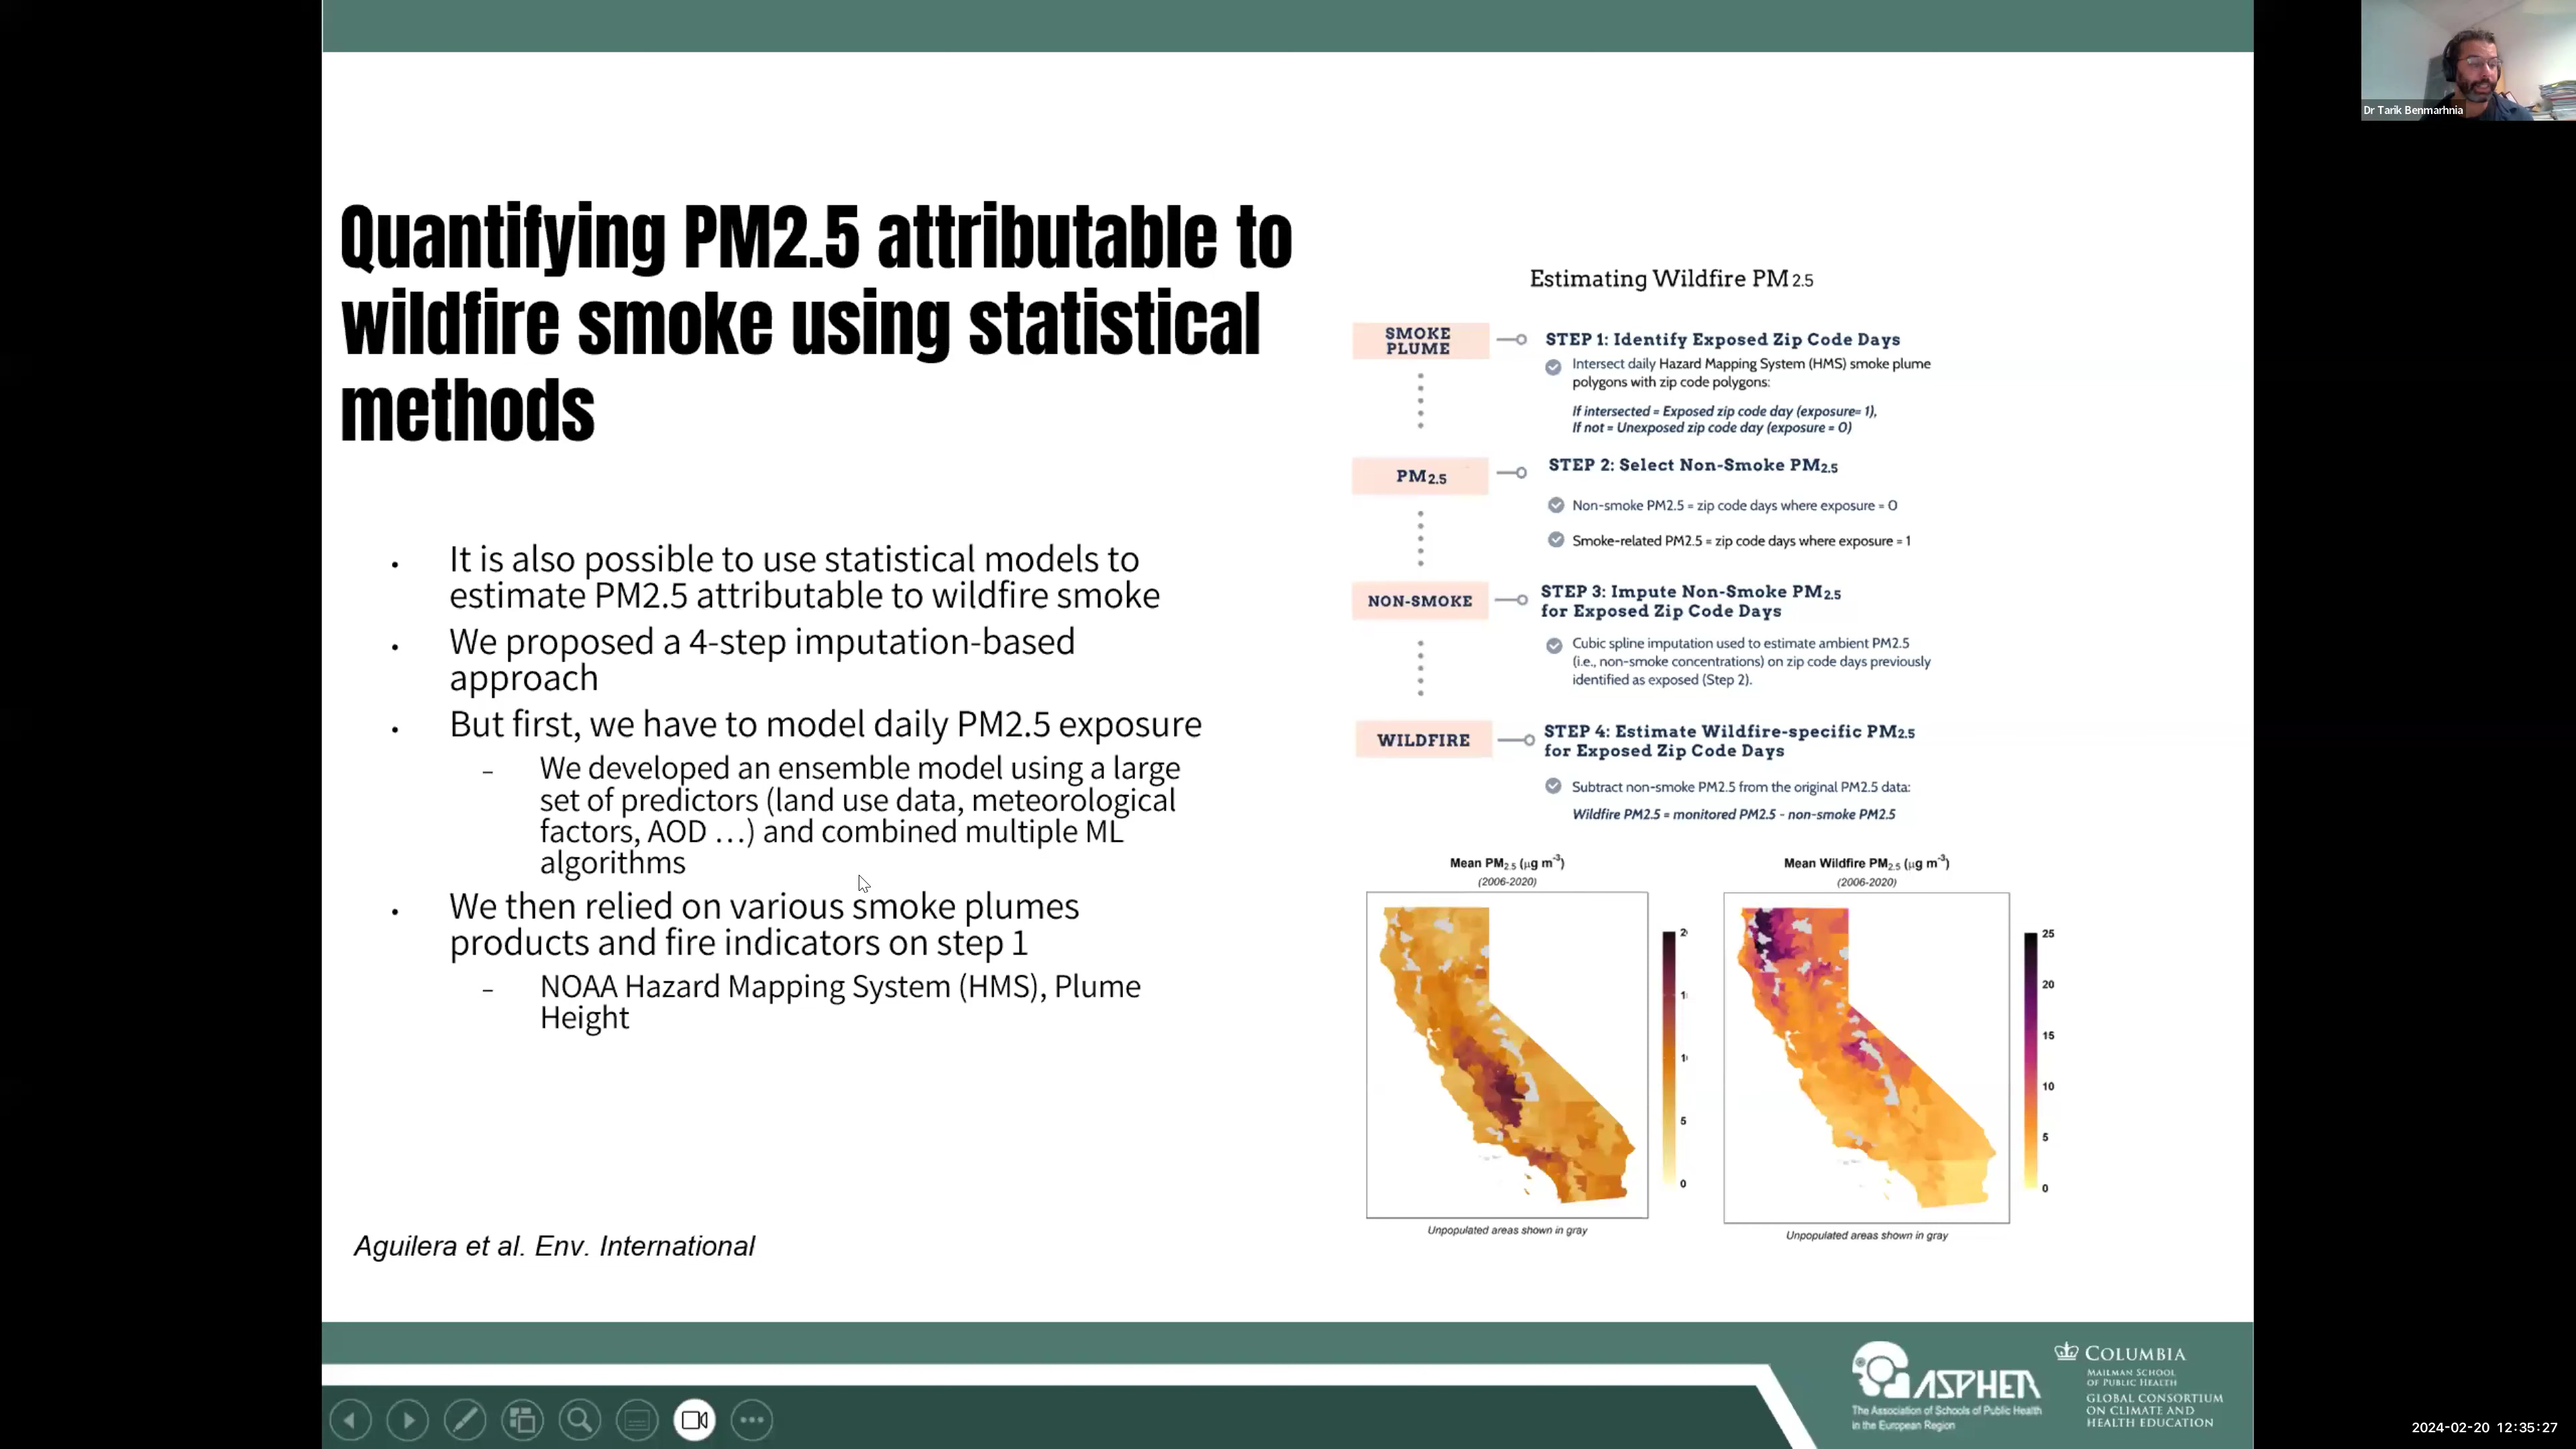 Dr Tarik Benmarhnia
Quantifying PM2.5 attributable to
wildfire smoke using statistical
methods
• It is also possible to use statistical models to
estimate PM2.5 attributable to wildfire smoke
• We proposed a 4-step imputation-based
approach
• But first, we have to model daily PM2.5 exposure
– We developed an ensemble model using a large
set of predictors (land use data, meteorological
factors, AOD …) and combined multiple ML
algorithms
• We then relied on various smoke plumes
products and fire indicators on step 1
– NOAA Hazard Mapping System (HMS), Plume
Height
Aguilera et al. Env. International
Estimating Wildfire PM 2.5
SMOKE
PLUME
STEP 1: Identify Exposed Zip Code Days
Intersect daily Hazard Mapping System (HMS) smoke plume
polygons with zip code polygons:
If intersected = Exposed zip code day (exposure= 1),
If not = Unexposed zip code day (exposure = 0)
PM2.5
STEP 2: Select Non-Smoke PM2.5
Non-smoke PM2.5 = zip code days where exposure = 0
Smoke-related PM2.5 = zip code days where exposure = 1
NON-SMOKE
STEP 3: Impute Non-Smoke PM2.5
for Exposed Zip Code Days
Cubic spline imputation used to estimate ambient PM2.5
(i.e., non-smoke concentrations) on zip code days previously
identified as exposed (Step 2).
WILDFIRE
STEP 4: Estimate Wildfire-specific PM2.5
for Exposed Zip Code Days
Subtract non-smoke PM2.5 from the original PM2.5 data:
Wildfire PM2.5 = monitored PM2.5 - non-smoke PM2.5
Mean PM2.5 (µg m-3)
(2006-2020)
5
0
Unpopulated areas shown in gray
Mean Wildfire PM2.5 (µg m-3)
(2006-2020)
25
20
15
10
5
0
Unpopulated areas shown in gray
ASPHER
The Association of Schools of Public Health
in the European Region
COLUMBIA
MAILMAN SCHOOL
OF PUBLIC HEALTH
GLOBAL CONSORTIUM
ON CLIMATE AND
HEALTH EDUCATION
2024-02-20 12:35:27